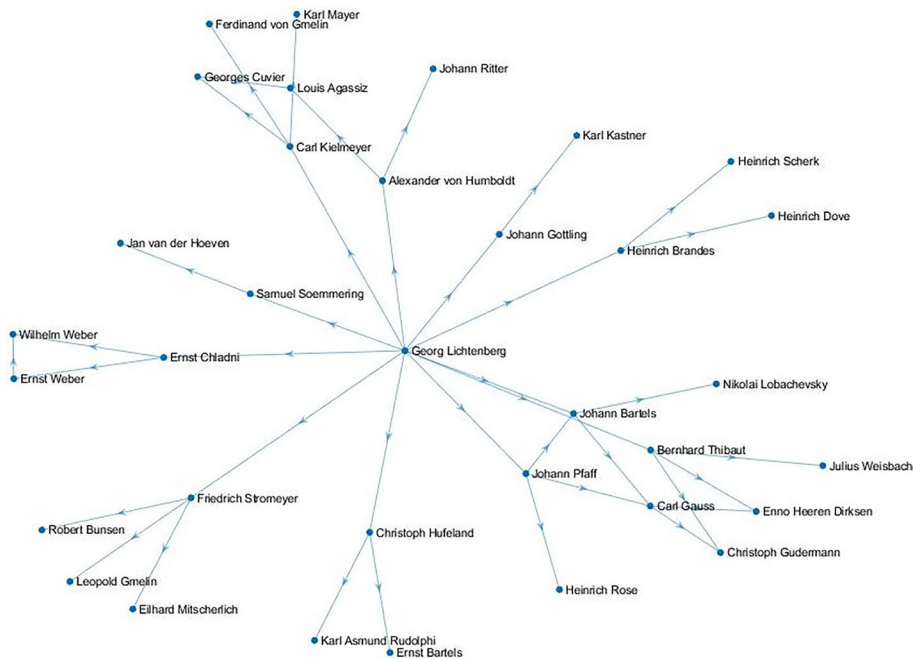 Karl Mayer
Ferdinand von Gmelin
Johann Ritter
Georges Cuvier
Louis Agassiz
Karl Kastner
Carl Kielmeyer
Heinrich Scherk
Alexander von Humboldt
Heinrich Dove
Johann Gottling
Jan van der Hoeven
Heinrich Brandes
Samuel Soemmering
Wilhelm Weber
Georg Lichtenberg
Ernst Chladni
Ernst Weber
Nikolai Lobachevsky
Johann Bartels
Bernhard Thibaut
Julius Weisbach
Johann Pfaff
Friedrich Stromeyer
Carl Gauss
Enno Heeren Dirksen
Robert Bunsen
Christoph Hufeland
Christoph Gudermann
Leopold Gmelin
Heinrich Rose
Eilhard Mitscherlich
Karl Asmund Rudolphi
Ernst Bartels